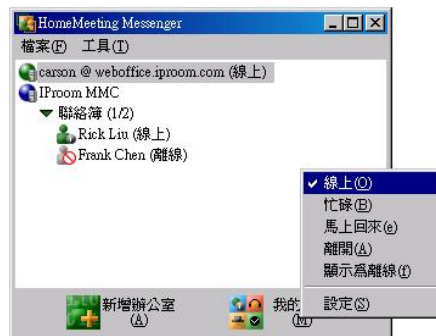 HomeMeeting Messenger
檔案(F) 工具(T)
carson @ weboffice.iproom.com (線上)
IProom MMC
聯絡簿 (1/2)
Rick Liu (線上)
Frank Chen (離線)
線上(O)
忙碌(B)
馬上回來(e)
離開(A)
顯示爲離線(f)
設定(S)
新增辦公室
(A)
我的
(M)